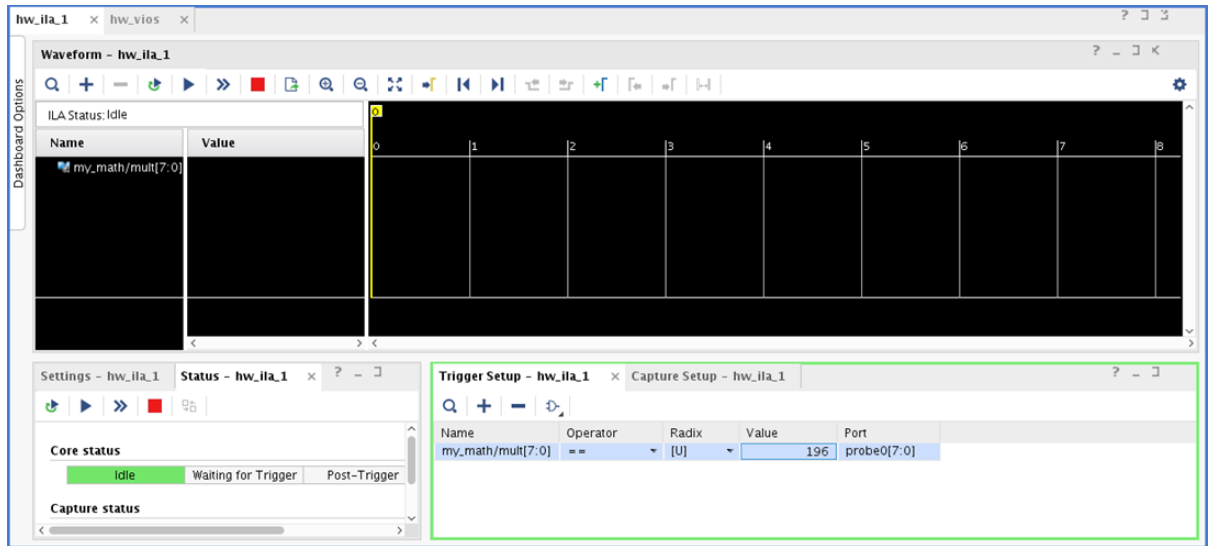 hw_ila_1 × hw_vios ×
Dashboard Options
Waveform - hw_ila_1
ILA Status: Idle
Name Value
my_math/mult[7:0]
0
0 1 2 3 4 5 6 7 8
Settings - hw_ila_1 Status - hw_ila_1 ×
Core status
Idle Waiting for Trigger Post-Trigger
Capture status
Trigger Setup - hw_ila_1 × Capture Setup - hw_ila_1
Name Operator Radix Value Port
my_math/mult[7:0] == [U] 196 probe0[7:0]